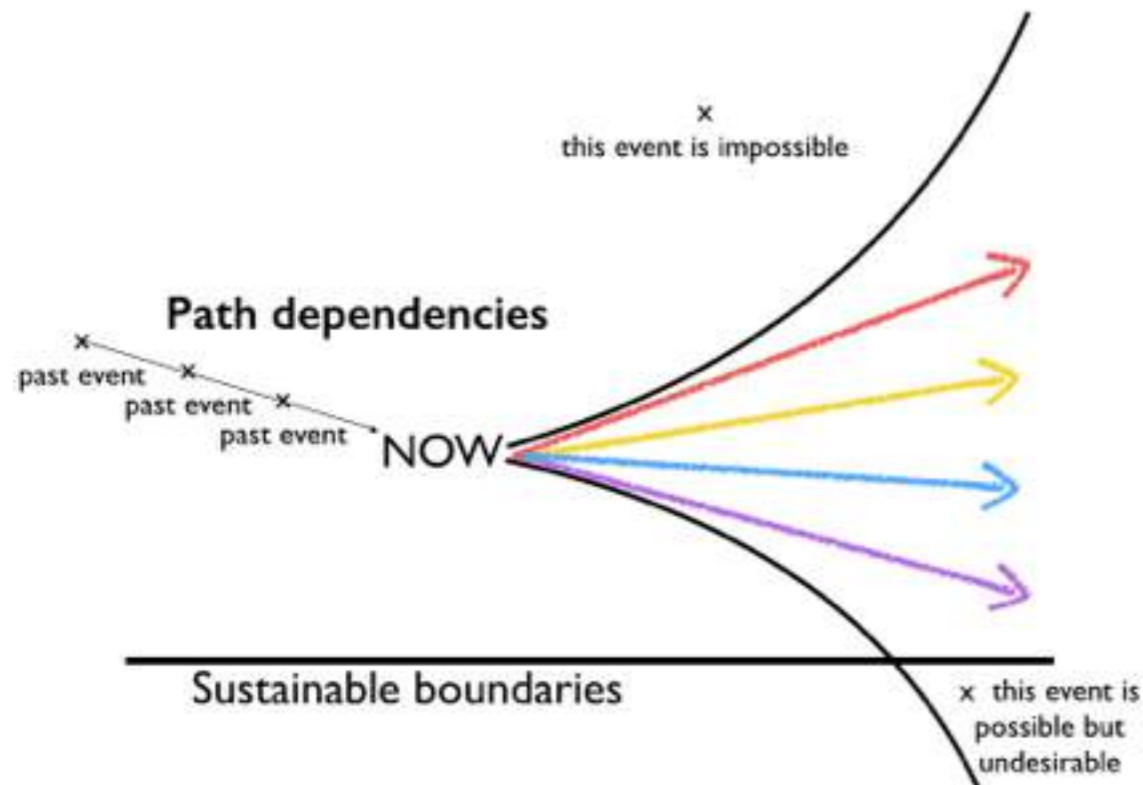 x
this event is impossible
Path dependencies
x
past event
x
past event
x
past event
NOW
Sustainable boundaries
x this event is
possible but
undesirable